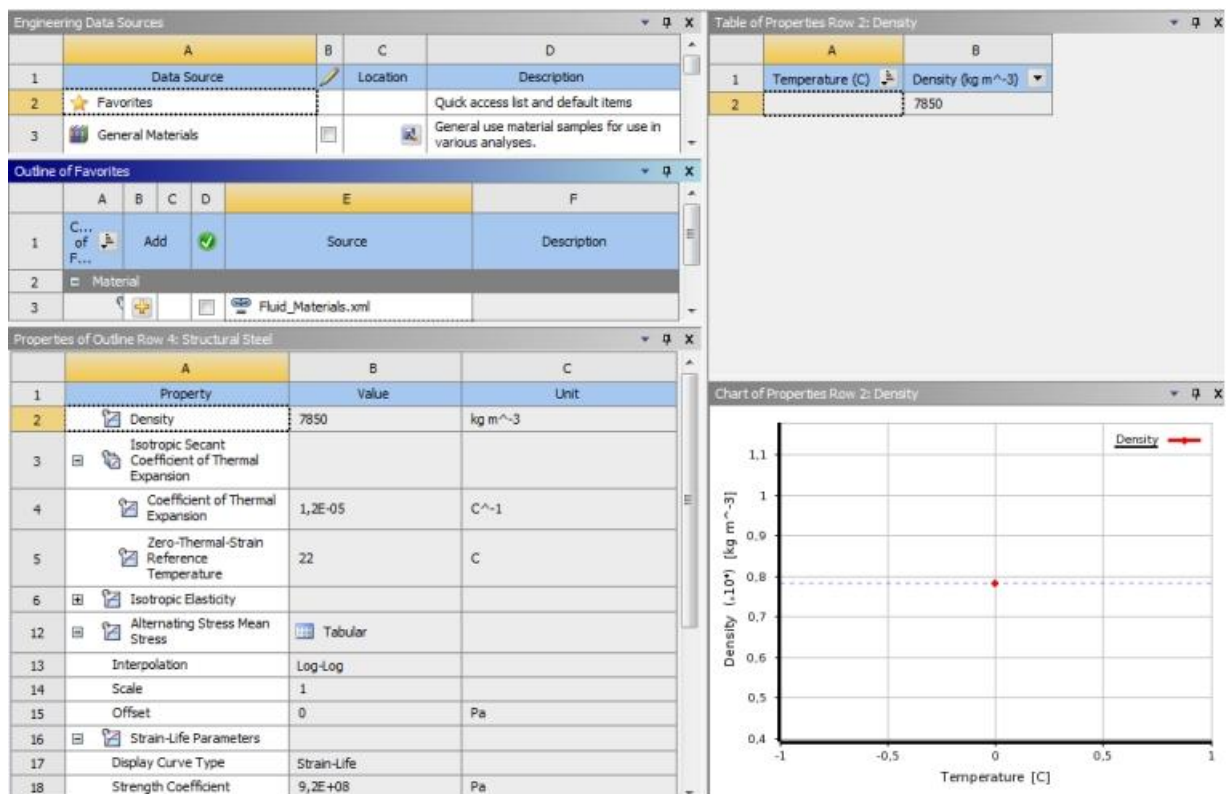 Engineering Data Sources
A B C D
1 Data Source Location Description
2 Favorites Quick access list and default items
3 General Materials General use material samples for use in
various analyses.
Outline of Favorites
A B C D E F
1 C...
of
F... Add Source Description
2 Material
3 Fluid_Materials.xml
Properties of Outline Row 4: Structural Steel
A B C
1 Property Value Unit
2 Density 7850 kg m^-3
3 Isotropic Secant
Coefficient of Thermal
Expansion
4 Coefficient of Thermal
Expansion 1,2E-05 C^-1
5 Zero-Thermal-Strain
Reference
Temperature 22 C
6 Isotropic Elasticity
12 Alternating Stress Mean
Stress Tabular
13 Interpolation Log-Log
14 Scale 1
15 Offset 0 Pa
16 Strain-Life Parameters
17 Display Curve Type Strain-Life
18 Strength Coefficient 9,2E+08 Pa
Table of Properties Row 2: Density
A B
1 Temperature (C) Density (kg m^-3)
2 7850
Chart of Properties Row 2: Density
Density
1,1
1
0,9
0,8
0,7
0,6
0,5
0,4
Density (.10⁴) [kg m^-3]
-1 -0,5 0 0,5 1
Temperature [C]